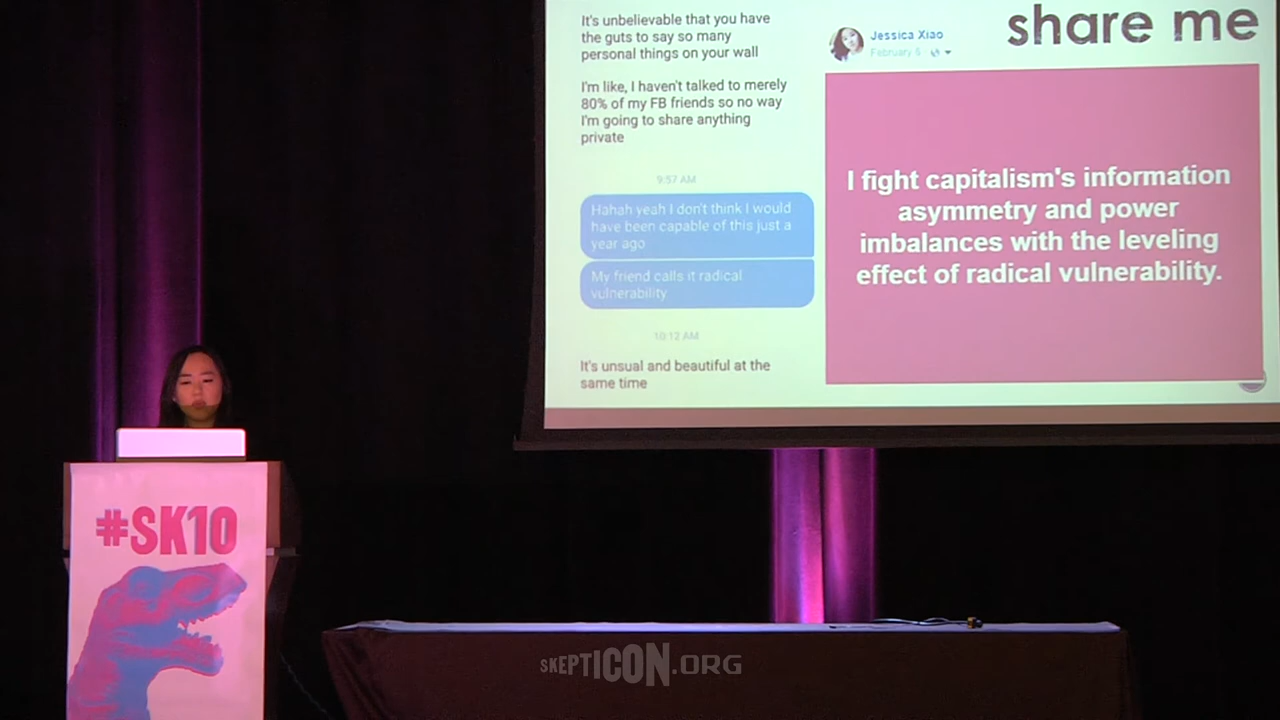 It's unbelievable that you have
the guts to say so many
personal things on your wall
I'm like, I haven't talked to merely
80% of my FB friends so no way
I'm going to share anything
private
9:57 AM
Hahah yeah I don't think I would
have been capable of this just a
year ago
My friend calls it radical
vulnerability
10:12 AM
It's unusual and beautiful at the
same time
share me
Jessica Xiao
February 5
I fight capitalism's information
asymmetry and power
imbalances with the leveling
effect of radical vulnerability.
#SK10
SKEPTICON.ORG